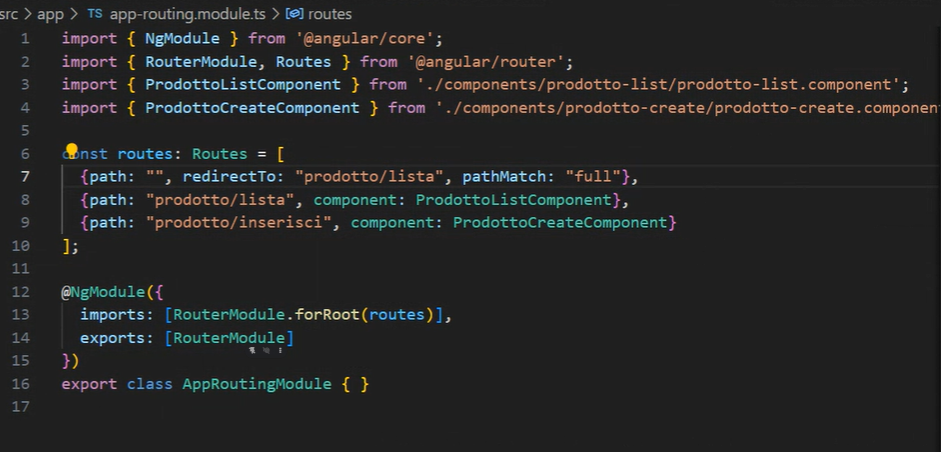 src > app > TS app-routing.module.ts > routes
1 import { NgModule } from '@angular/core';
2 import { RouterModule, Routes } from '@angular/router';
3 import { ProdottoListComponent } from './components/prodotto-list/prodotto-list.component';
4 import { ProdottoCreateComponent } from './components/prodotto-create/prodotto-create.componen
5
6 const routes: Routes = [
7 {path: "", redirectTo: "prodotto/lista", pathMatch: "full"},
8 {path: "prodotto/lista", component: ProdottoListComponent},
9 {path: "prodotto/inserisci", component: ProdottoCreateComponent}
10 ];
11
12 @NgModule({
13 imports: [RouterModule.forRoot(routes)],
14 exports: [RouterModule]
15 })
16 export class AppRoutingModule { }
17